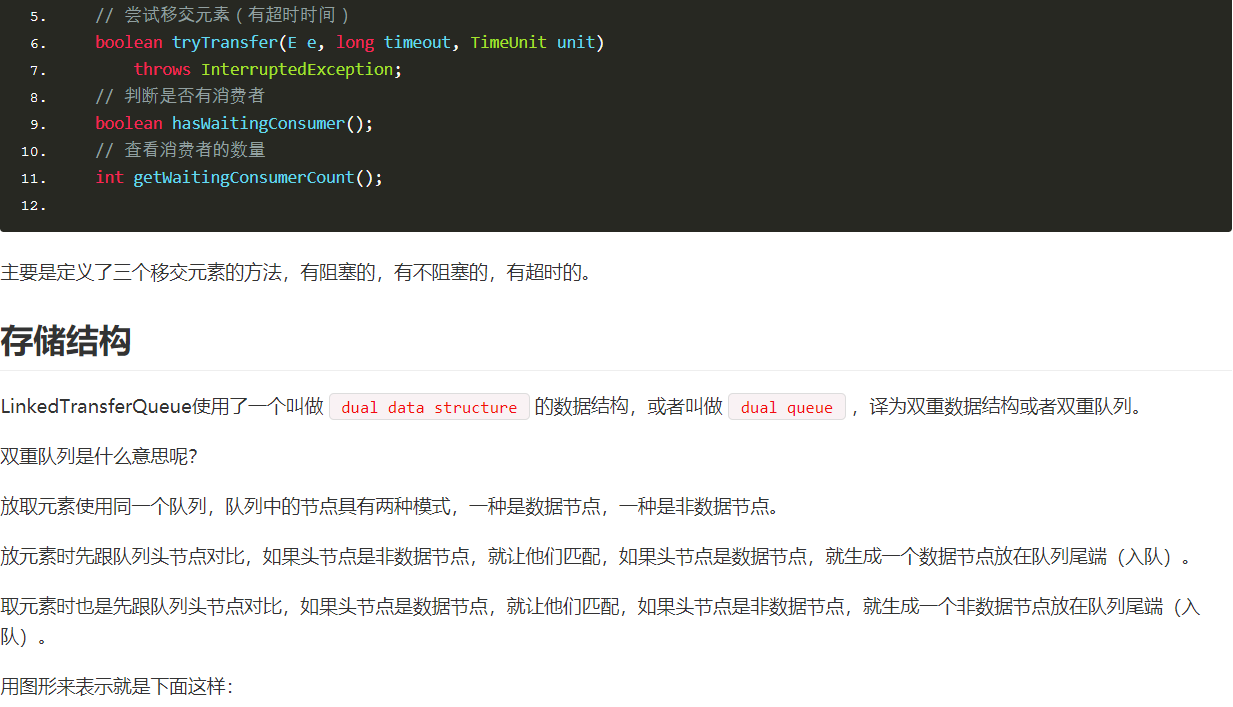 5. // 尝试移交元素（有超时时间）
6. boolean tryTransfer(E e, long timeout, TimeUnit unit)
7. throws InterruptedException;
8. // 判断是否有消费者
9. boolean hasWaitingConsumer();
10. // 查看消费者的数量
11. int getWaitingConsumerCount();
12.
主要是定义了三个移交元素的方法，有阻塞的，有不阻塞的，有超时的。
存储结构
LinkedTransferQueue使用了一个叫做 dual data structure 的数据结构，或者叫做 dual queue ，译为双重数据结构或者双重队列。
双重队列是什么意思呢？
放取元素使用同一个队列，队列中的节点具有两种模式，一种是数据节点，一种是非数据节点。
放元素时先跟队列头节点对比，如果头节点是非数据节点，就让他们匹配，如果头节点是数据节点，就生成一个数据节点放在队列尾端（入队）。
取元素时也是先跟队列头节点对比，如果头节点是数据节点，就让他们匹配，如果头节点是非数据节点，就生成一个非数据节点放在队列尾端（入
队）。
用图形来表示就是下面这样：